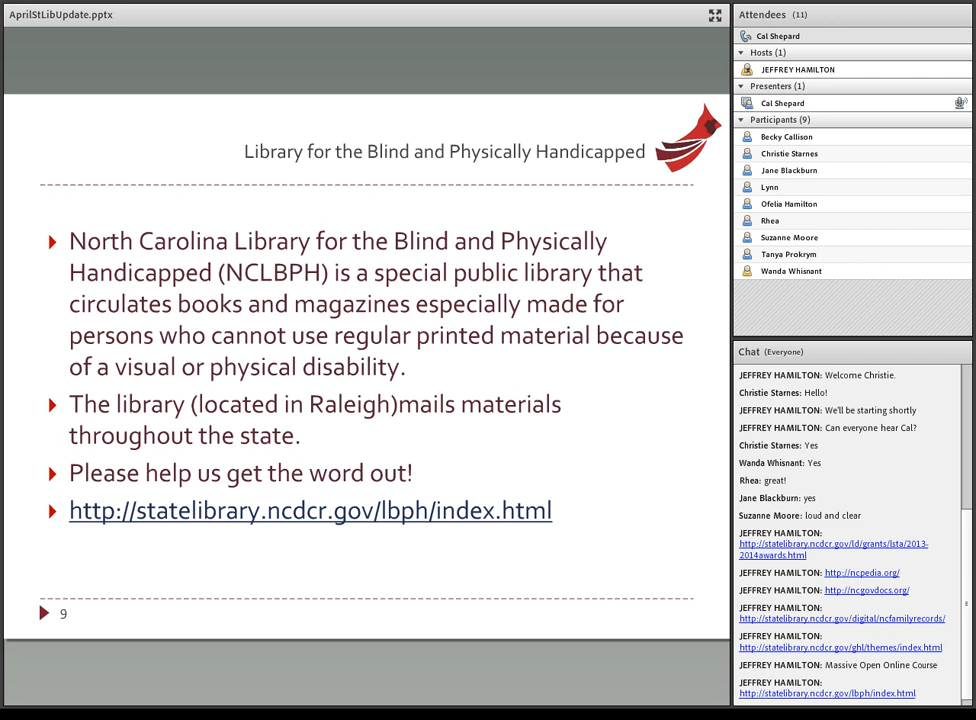 AprilStLibUpdate.pptx
Library for the Blind and Physically Handicapped
North Carolina Library for the Blind and Physically
Handicapped (NCLBPH) is a special public library that
circulates books and magazines especially made for
persons who cannot use regular printed material because
of a visual or physical disability.
The library (located in Raleigh)mails materials
throughout the state.
Please help us get the word out!
http://statelibrary.ncdcr.gov/lbph/index.html
9
Attendees (11)
Cal Shepard
Hosts (1)
JEFFREY HAMILTON
Presenters (1)
Cal Shepard
Participants (9)
Becky Callison
Christie Starnes
Jane Blackburn
Lynn
Ofelia Hamilton
Rhea
Suzanne Moore
Tanya Prokrym
Wanda Whisnant
Chat (Everyone)
JEFFREY HAMILTON: Welcome Christie.
Christie Starnes: Hello!
JEFFREY HAMILTON: We'll be starting shortly
JEFFREY HAMILTON: Can everyone hear Cal?
Christie Starnes: Yes
Wanda Whisnant: Yes
Rhea: great!
Jane Blackburn: yes
Suzanne Moore: loud and clear
JEFFREY HAMILTON:
http://statelibrary.ncdcr.gov/ld/grants/lsta/2013-
2014awards.html
JEFFREY HAMILTON: http://ncpedia.org/
JEFFREY HAMILTON: http://ncgovdocs.org/
JEFFREY HAMILTON:
http://statelibrary.ncdcr.gov/digital/ncfamilyrecords/
JEFFREY HAMILTON:
http://statelibrary.ncdcr.gov/ghl/themes/index.html
JEFFREY HAMILTON: Massive Open Online Course
JEFFREY HAMILTON:
http://statelibrary.ncdcr.gov/lbph/index.html